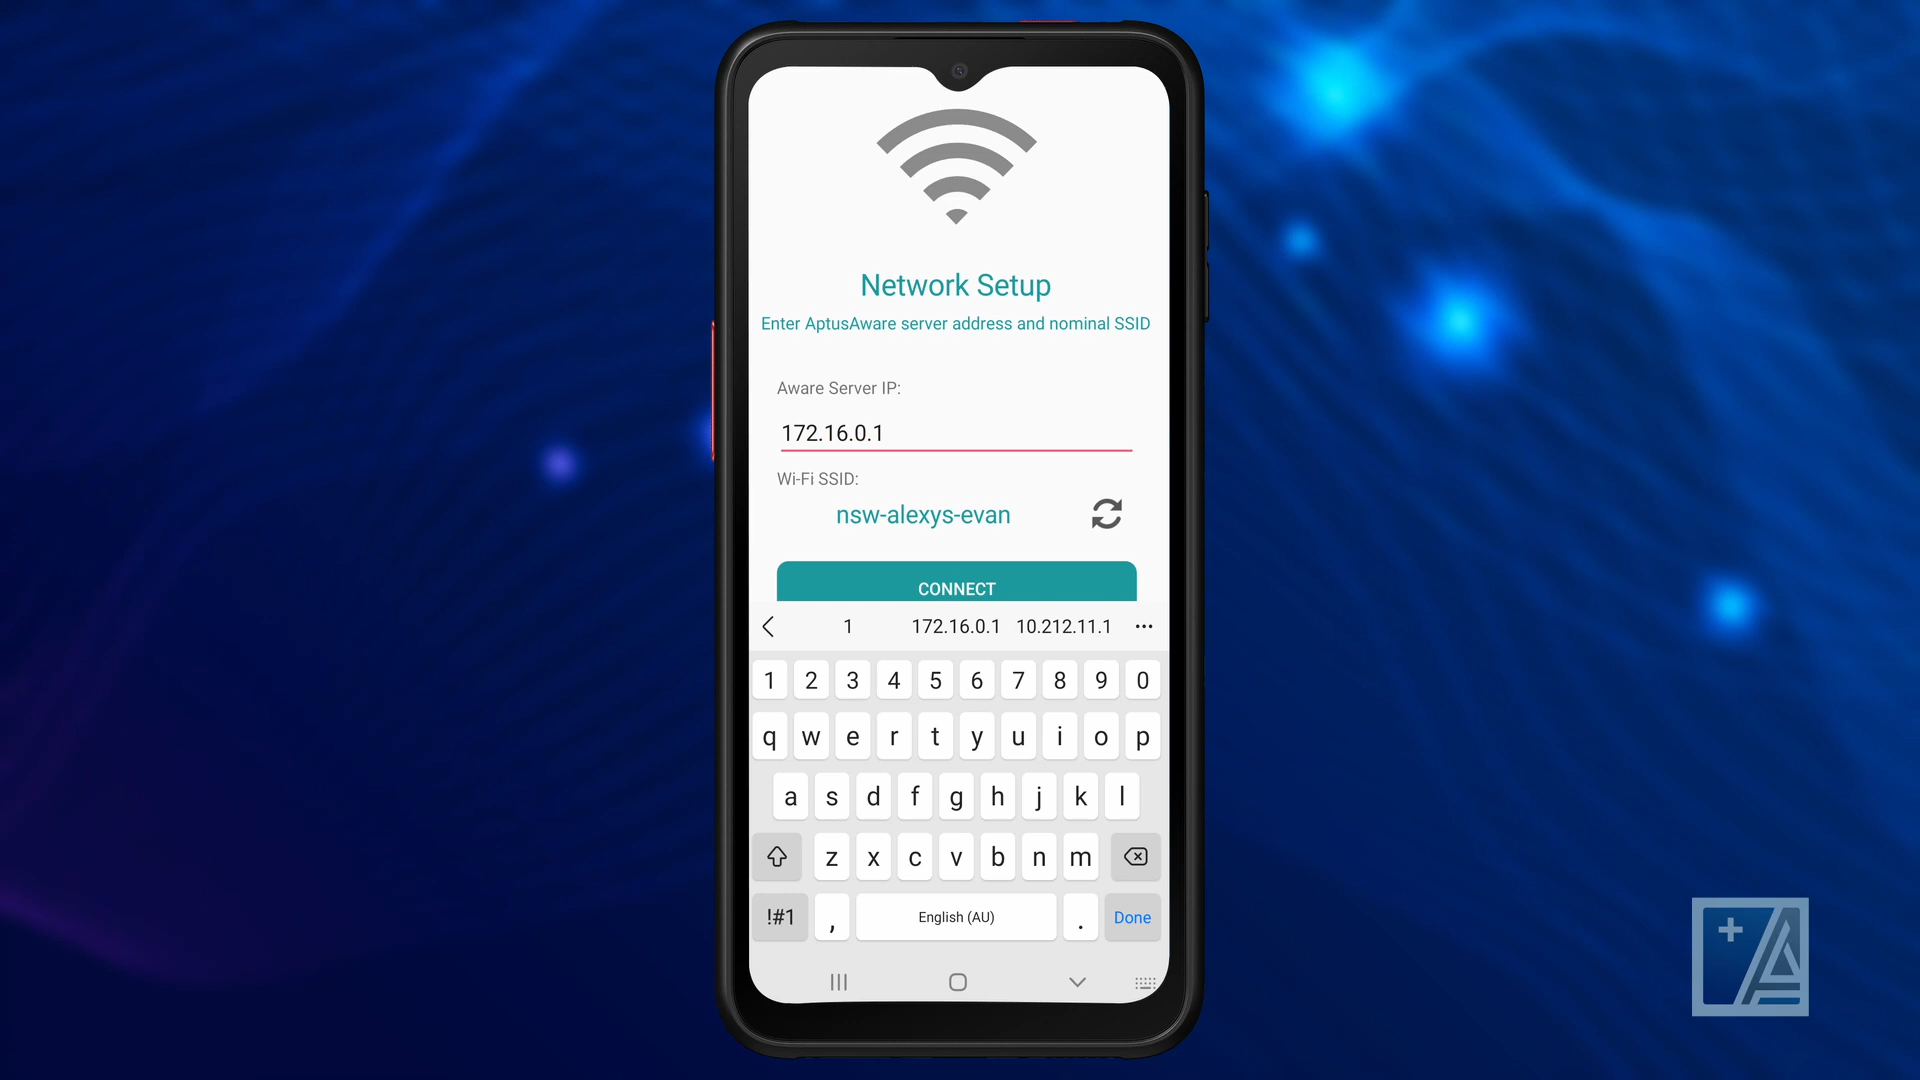 Network Setup
Enter AptusAware server address and nominal SSID
Aware Server IP:
172.16.0.1
Wi-Fi SSID:
nsw-alexys-evan
CONNECT
1 172.16.0.1 10.212.11.1 ...
1 2 3 4 5 6 7 8 9 0
q w e r t y u i o p
a s d f g h j k l
z x c v b n m
!#1 , English (AU) . Done